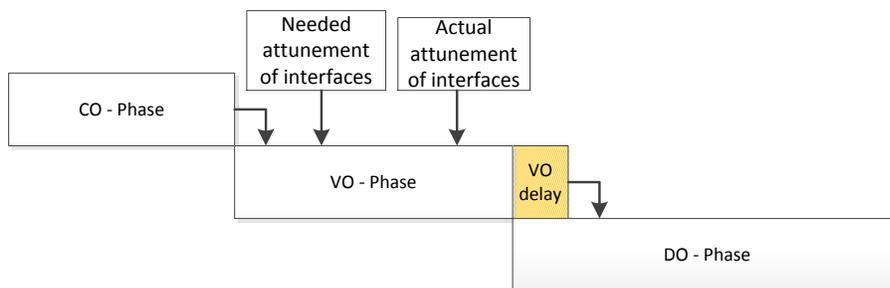 Needed
attunement
of interfaces
Actual
attunement
of interfaces
CO - Phase
VO - Phase
VO
delay
DO - Phase